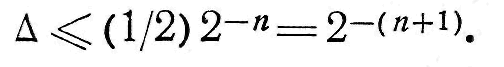 Δ ⩽ (1/2) 2⁻ⁿ = 2⁻⁽ⁿ⁺¹⁾.